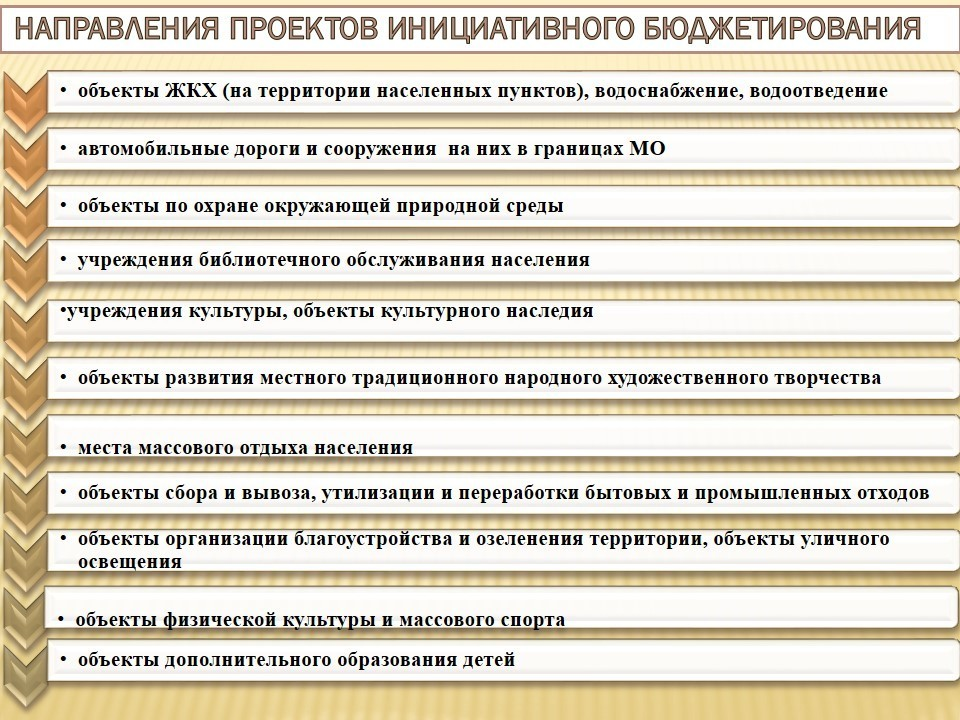 НАПРАВЛЕНИЯ ПРОЕКТОВ ИНИЦИАТИВНОГО БЮДЖЕТИРОВАНИЯ
• объекты ЖКХ (на территории населенных пунктов), водоснабжение, водоотведение
• автомобильные дороги и сооружения на них в границах МО
• объекты по охране окружающей природной среды
• учреждения библиотечного обслуживания населения
•учреждения культуры, объекты культурного наследия
• объекты развития местного традиционного народного художественного творчества
• места массового отдыха населения
• объекты сбора и вывоза, утилизации и переработки бытовых и промышленных отходов
• объекты организации благоустройства и озеленения территории, объекты уличного
освещения
• объекты физической культуры и массового спорта
• объекты дополнительного образования детей